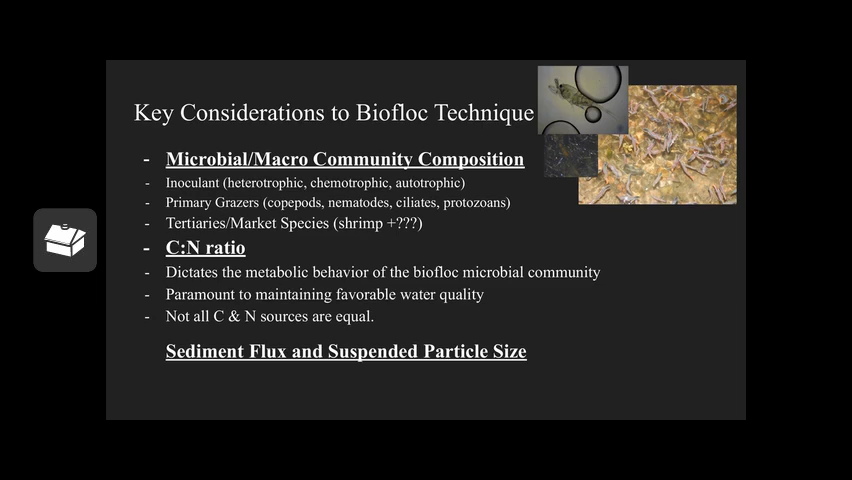 Key Considerations to Biofloc Technique
- Microbial/Macro Community Composition
- Inoculant (heterotrophic, chemotrophic, autotrophic)
- Primary Grazers (copepods, nematodes, ciliates, protozoans)
- Tertiaries/Market Species (shrimp +???)
- C:N ratio
- Dictates the metabolic behavior of the biofloc microbial community
- Paramount to maintaining favorable water quality
- Not all C & N sources are equal.
Sediment Flux and Suspended Particle Size